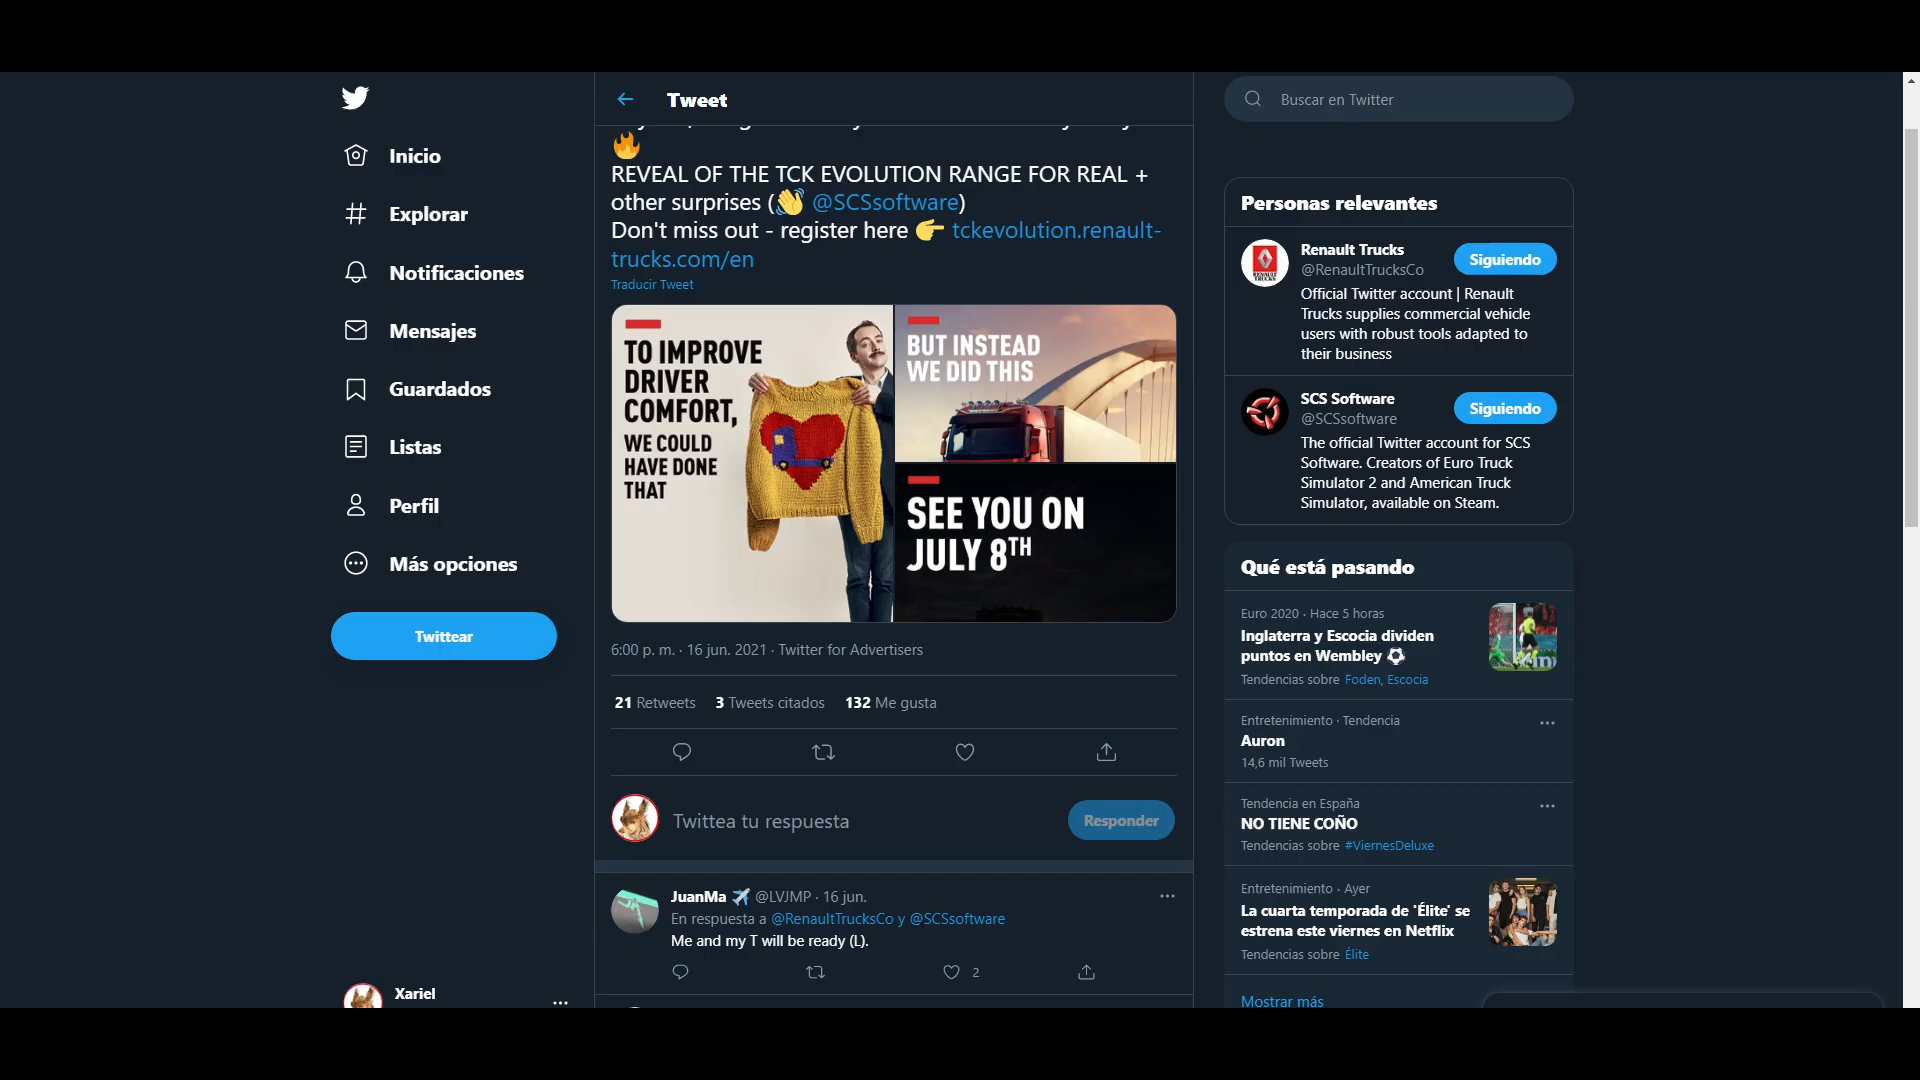 Inicio
Explorar
Notificaciones
Mensajes
Guardados
Listas
Perfil
Más opciones
Twittear
Xariel
Tweet
🔥
REVEAL OF THE TCK EVOLUTION RANGE FOR REAL +
other surprises (👋 @SCSsoftware)
Don't miss out - register here 👉 tckevolution.renault-
trucks.com/en
Traducir Tweet
TO IMPROVE
DRIVER
COMFORT,
WE COULD
HAVE DONE
THAT
BUT INSTEAD
WE DID THIS
SEE YOU ON
JULY 8TH
6:00 p. m. · 16 jun. 2021 · Twitter for Advertisers
21 Retweets 3 Tweets citados 132 Me gusta
Twittea tu respuesta
Responder
JuanMa ✈ @LVJMP · 16 jun.
En respuesta a @RenaultTrucksCo y @SCSsoftware
Me and my T will be ready (L).
2
Buscar en Twitter
Personas relevantes
Renault Trucks
@RenaultTrucksCo
Siguiendo
Official Twitter account | Renault
Trucks supplies commercial vehicle
users with robust tools adapted to
their business
SCS Software
@SCSsoftware
Siguiendo
The official Twitter account for SCS
Software. Creators of Euro Truck
Simulator 2 and American Truck
Simulator, available on Steam.
Qué está pasando
Euro 2020 · Hace 5 horas
Inglaterra y Escocia dividen
puntos en Wembley ⚽
Tendencias sobre Foden, Escocia
Entretenimiento · Tendencia
Auron
14,6 mil Tweets
Tendencia en España
NO TIENE COÑO
Tendencias sobre #ViernesDeluxe
Entretenimiento · Ayer
La cuarta temporada de 'Élite' se
estrena este viernes en Netflix
Tendencias sobre Élite
Mostrar más